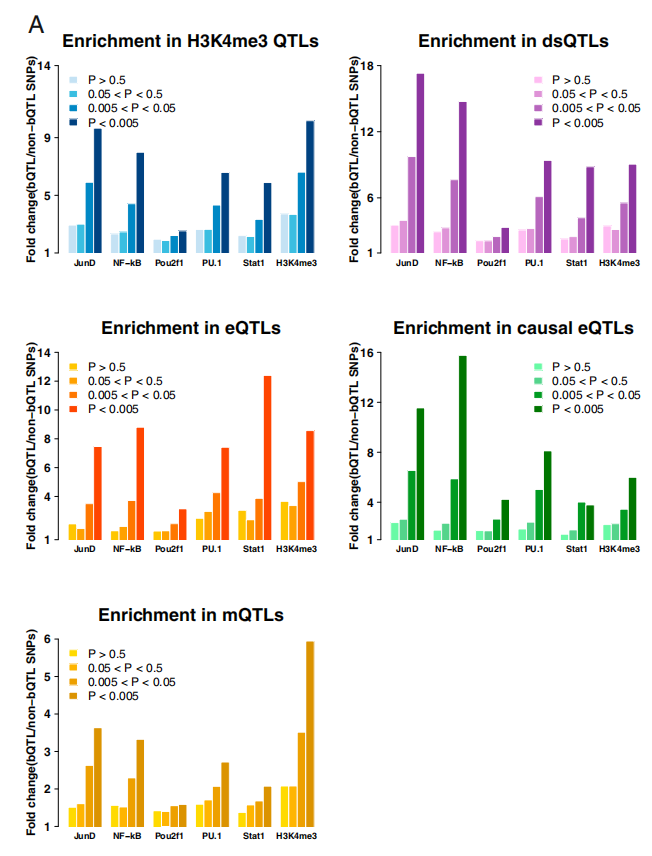 A
Enrichment in H3K4me3 QTLs
Fold change(bQTL/non−bQTL SNPs)
14
9
5
1
P > 0.5
0.05 < P < 0.5
0.005 < P < 0.05
P < 0.005
JunD NF−kB Pou2f1 PU.1 Stat1 H3K4me3
Enrichment in dsQTLs
Fold change(bQTL/non−bQTL SNPs)
18
12
6
1
P > 0.5
0.05 < P < 0.5
0.005 < P < 0.05
P < 0.005
JunD NF−kB Pou2f1 PU.1 Stat1 H3K4me3
Enrichment in eQTLs
Fold change(bQTL/non−bQTL SNPs)
14
12
10
8
6
4
1
P > 0.5
0.05 < P < 0.5
0.005 < P < 0.05
P < 0.005
JunD NF−kB Pou2f1 PU.1 Stat1 H3K4me3
Enrichment in causal eQTLs
Fold change(bQTL/non−bQTL SNPs)
16
12
8
4
1
P > 0.5
0.05 < P < 0.5
0.005 < P < 0.05
P < 0.005
JunD NF−kB Pou2f1 PU.1 Stat1 H3K4me3
Enrichment in mQTLs
Fold change(bQTL/non−bQTL SNPs)
6
5
4
3
2
1
P > 0.5
0.05 < P < 0.5
0.005 < P < 0.05
P < 0.005
JunD NF−kB Pou2f1 PU.1 Stat1 H3K4me3